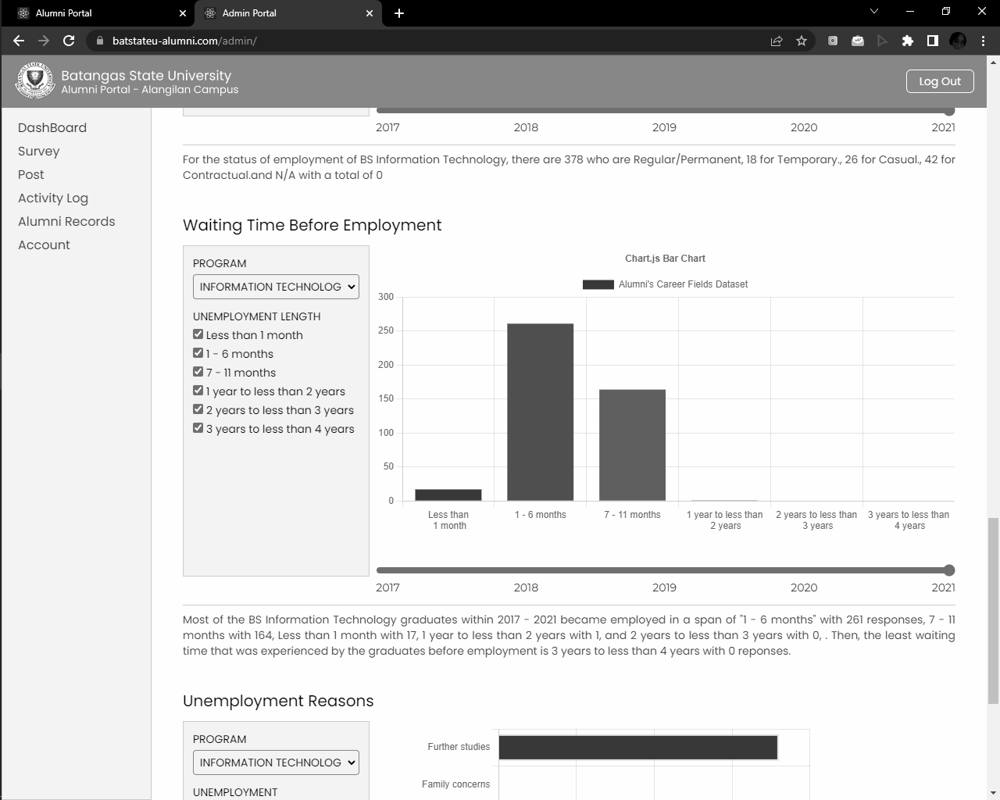 Alumni Portal
Admin Portal
batstateu-alumni.com/admin/
Batangas State University
Alumni Portal - Alangilan Campus
Log Out
DashBoard
Survey
Post
Activity Log
Alumni Records
Account
2017 2018 2019 2020 2021
For the status of employment of BS Information Technology, there are 378 who are Regular/Permanent, 18 for Temporary., 26 for Casual., 42 for
Contractual.and N/A with a total of 0
Waiting Time Before Employment
PROGRAM
INFORMATION TECHNOLOG
UNEMPLOYMENT LENGTH
Less than 1 month
1 - 6 months
7 - 11 months
1 year to less than 2 years
2 years to less than 3 years
3 years to less than 4 years
Chart.js Bar Chart
Alumni's Career Fields Dataset
300
250
200
150
100
50
0
Less than
1 month
1 - 6 months
7 - 11 months
1 year to less than
2 years
2 years to less than
3 years
3 years to less than
4 years
2017 2018 2019 2020 2021
Most of the BS Information Technology graduates within 2017 - 2021 became employed in a span of "1 - 6 months" with 261 responses, 7 - 11
months with 164, Less than 1 month with 17, 1 year to less than 2 years with 1, and 2 years to less than 3 years with 0, . Then, the least waiting
time that was experienced by the graduates before employment is 3 years to less than 4 years with 0 reponses.
Unemployment Reasons
PROGRAM
INFORMATION TECHNOLOG
UNEMPLOYMENT
Further studies
Family concerns